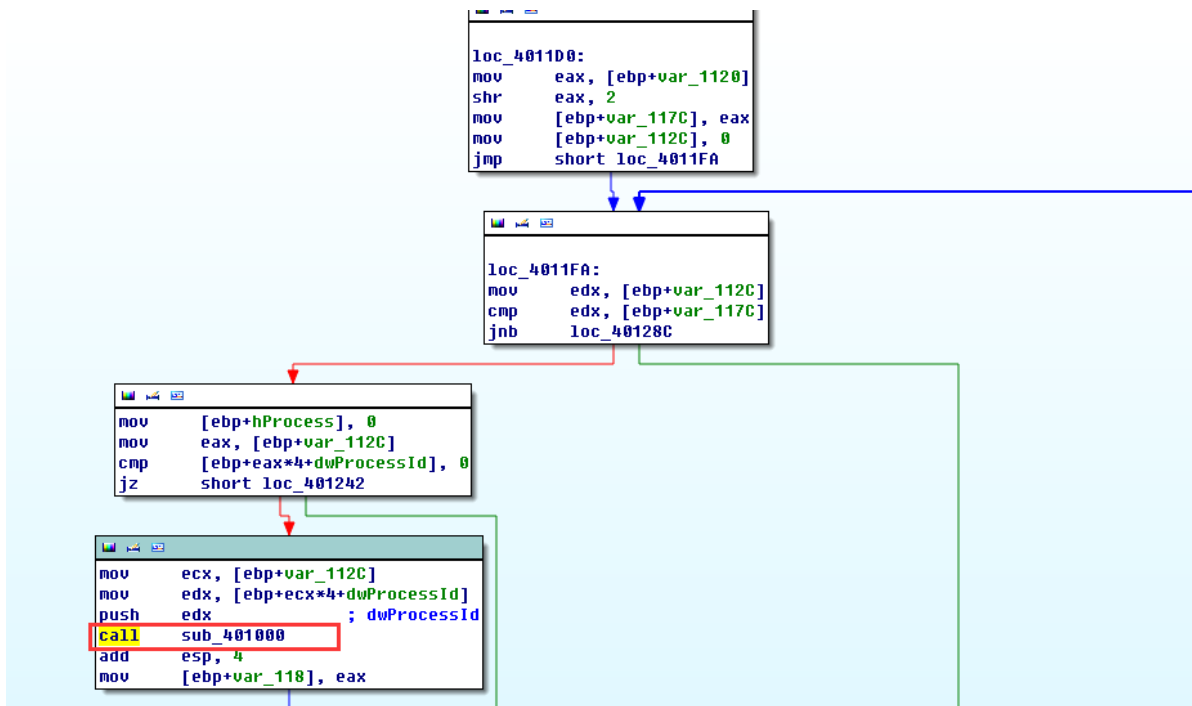 loc_4011D0:
mov eax, [ebp+var_1120]
shr eax, 2
mov [ebp+var_117C], eax
mov [ebp+var_112C], 0
jmp short loc_4011FA
loc_4011FA:
mov edx, [ebp+var_112C]
cmp edx, [ebp+var_117C]
jnb loc_40128C
mov [ebp+hProcess], 0
mov eax, [ebp+var_112C]
cmp [ebp+eax*4+dwProcessId], 0
jz short loc_401242
mov ecx, [ebp+var_112C]
mov edx, [ebp+ecx*4+dwProcessId]
push edx ; dwProcessId
call sub_401000
add esp, 4
mov [ebp+var_118], eax